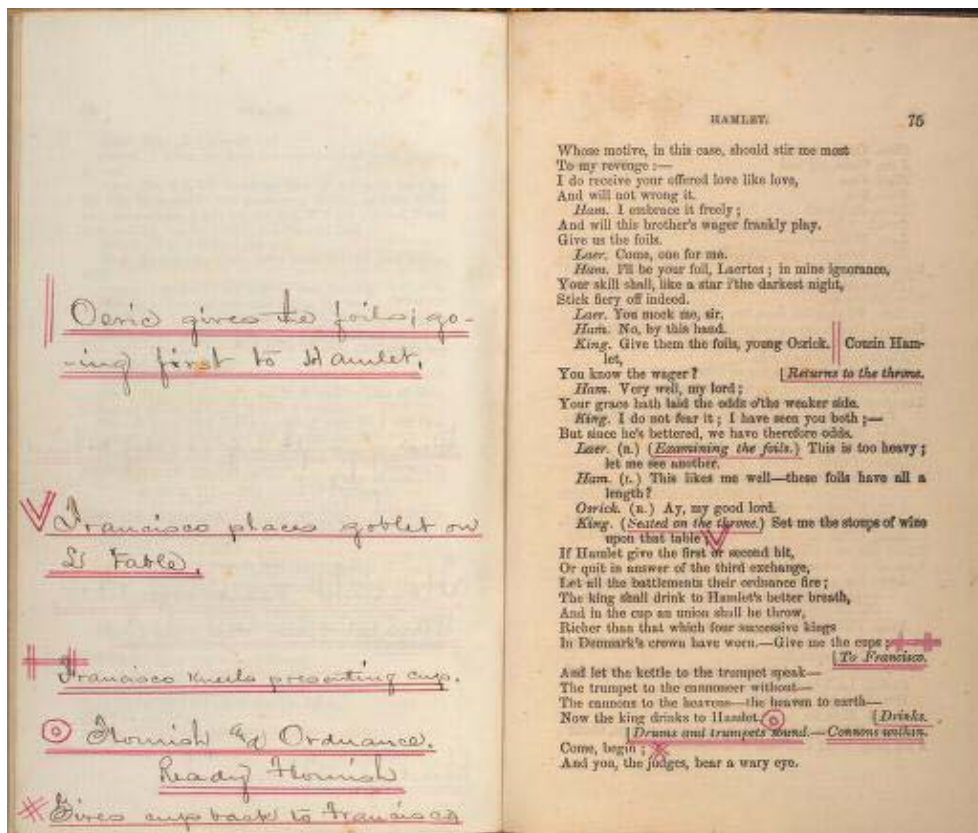 Osric gives the foils; go-
-ing first to Hamlet.
Francisco places goblet on
Table.
Francisco kneels presenting cup.
Flourish and Ordnance.
Ready Flourish
Gives cup back to Francisco
HAMLET. 75
Whose motive, in this case, should stir me most
To my revenge :—
I do receive your offered love like love,
And will not wrong it.
Ham. I embrace it freely ;
And will this brother's wager frankly play.
Give us the foils.
Laer. Come, one for me.
Ham. I'll be your foil, Laertes ; in mine ignorance,
Your skill shall, like a star i'the darkest night,
Stick fiery off indeed.
Laer. You mock me, sir.
Ham. No, by this hand.
King. Give them the foils, young Osrick. Cousin Ham-
let,
You know the wager ? [Returns to the throne.
Ham. Very well, my lord ;
Your grace hath laid the odds o'the weaker side.
King. I do not fear it ; I have seen you both ;—
But since he's bettered, we have therefore odds.
Laer. (R.) (Examining the foils.) This is too heavy ;
let me see another.
Ham. (L.) This likes me well—these foils have all a
length ?
Osrick. (R.) Ay, my good lord.
King. (Seated on the throne.) Set me the stoups of wine
upon that table
If Hamlet give the first or second hit,
Or quit in answer of the third exchange,
Let all the battlements their ordnance fire ;
The king shall drink to Hamlet's better breath,
And in the cup an union shall he throw,
Richer than that which four successive kings
In Denmark's crown have worn.—Give me the cups ;
[To Francisco.
And let the kettle to the trumpet speak—
The trumpet to the cannoneer without—
The cannons to the heavens—the heaven to earth—
Now the king drinks to Hamlet. [Drinks.
[Drums and trumpets sound.—Cannons within.
Come, begin ;
And you, the judges, bear a wary eye.